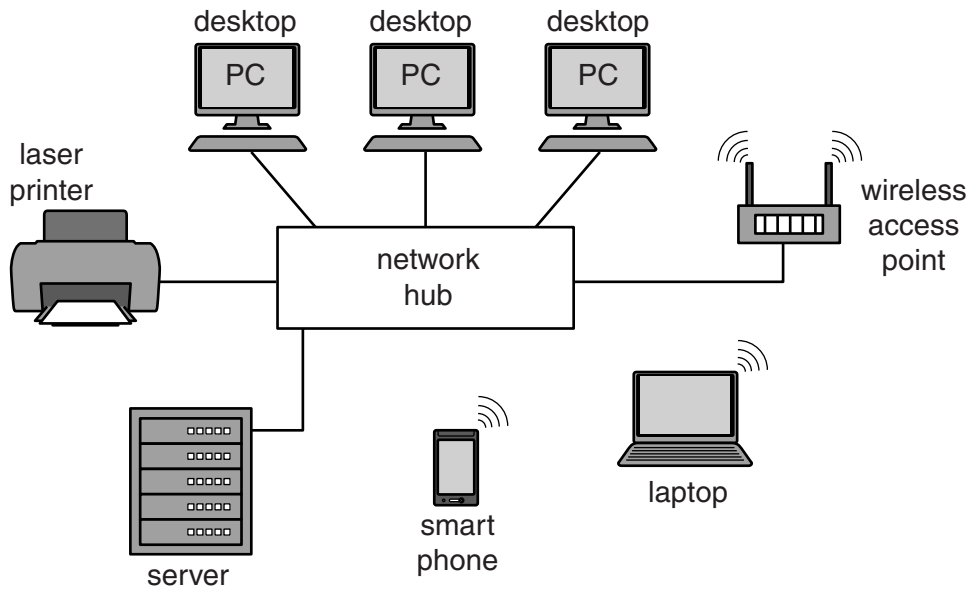 desktop
desktop
desktop
PC
PC
PC
laser
printer
wireless
access
point
network
hub
laptop
smart
phone
server